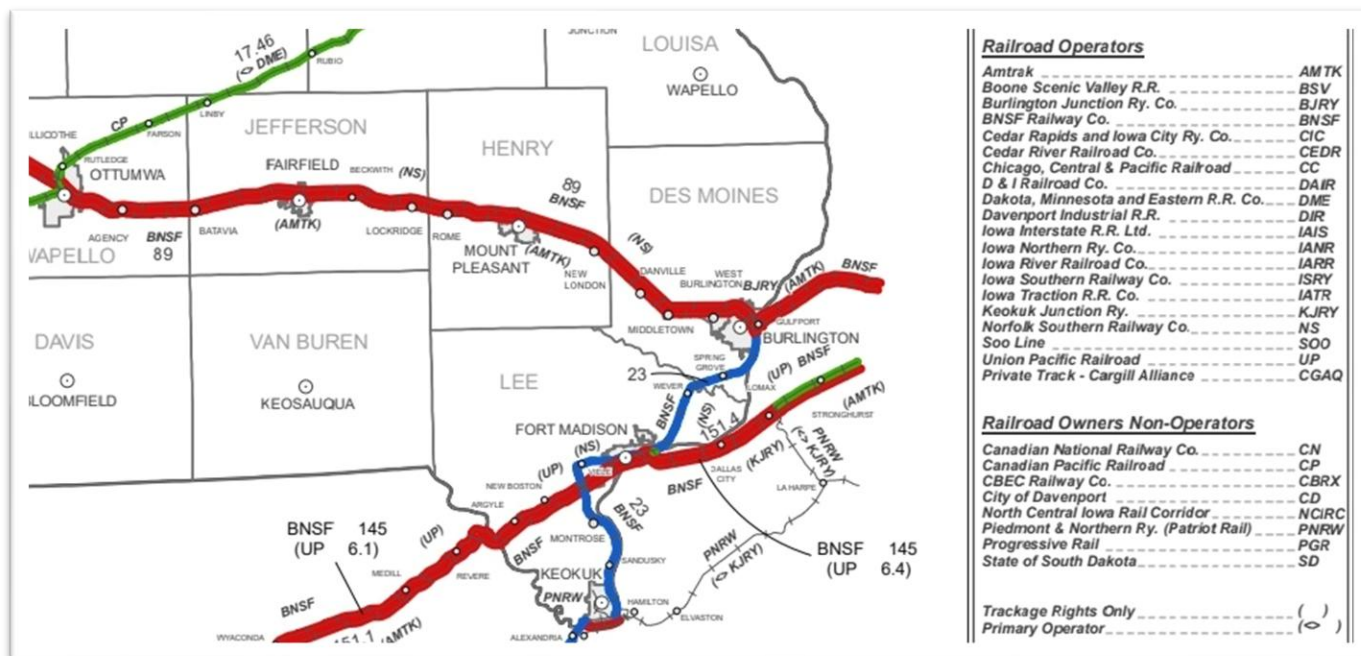 JUNCTION
LOUISA
WAPELLO
17.46
(<> DME)
RUBIO
LINBY
CP
FARSON
JEFFERSON
LLICOTHE
RUTLEDGE
OTTUMWA
FAIRFIELD
BECKWITH
(NS)
HENRY
89
BNSF
DES MOINES
(AMTK)
AGENCY
BNSF
89
BATAVIA
LOCKRIDGE
ROME
MOUNT
PLEASANT
(AMTK)
NEW
LONDON
(NS)
DANVILLE
WEST
BURLINGTON
BJRY
(AMTK)
BNSF
WAPELLO
MIDDLETOWN
GULFPORT
BURLINGTON
DAVIS
VAN BUREN
LEE
BLOOMFIELD
KEOSAUQUA
SPRING
GROVE
23
WEVER
LOMAX
(UP)
BNSF
BNSF
(NS)
151.4
STRONGHURST
(AMTK)
FORT MADISON
(NS)
(UP)
DALLAS
CITY
(KJRY)
BNSF
PNRW
(<> KJRY)
LA HARPE
NEW BOSTON
ARGYLE
23
BNSF
BNSF 145
(UP 6.1)
(UP)
BNSF
MONTROSE
SANDUSKY
PNRW
(<> KJRY)
BNSF 145
(UP 6.4)
MEDILL
REVERE
KEOKUK
PNRW
HAMILTON
ELVASTON
BNSF
WYACONDA
151.1
(AMTK)
ALEXANDRIA
Railroad Operators
Amtrak AMTK
Boone Scenic Valley R.R. BSV
Burlington Junction Ry. Co. BJRY
BNSF Railway Co. BNSF
Cedar Rapids and Iowa City Ry. Co. CIC
Cedar River Railroad Co. CEDR
Chicago, Central & Pacific Railroad CC
D & I Railroad Co. DAIR
Dakota, Minnesota and Eastern R.R. Co. DME
Davenport Industrial R.R. DIR
Iowa Interstate R.R. Ltd. IAIS
Iowa Northern Ry. Co. IANR
Iowa River Railroad Co. IARR
Iowa Southern Railway Co. ISRY
Iowa Traction R.R. Co. IATR
Keokuk Junction Ry. KJRY
Norfolk Southern Railway Co. NS
Soo Line SOO
Union Pacific Railroad UP
Private Track - Cargill Alliance CGAQ
Railroad Owners Non-Operators
Canadian National Railway Co. CN
Canadian Pacific Railroad CP
CBEC Railway Co. CBRX
City of Davenport CD
North Central Iowa Rail Corridor NCiRC
Piedmont & Northern Ry. (Patriot Rail) PNRW
Progressive Rail PGR
State of South Dakota SD
Trackage Rights Only ( )
Primary Operator (<>)